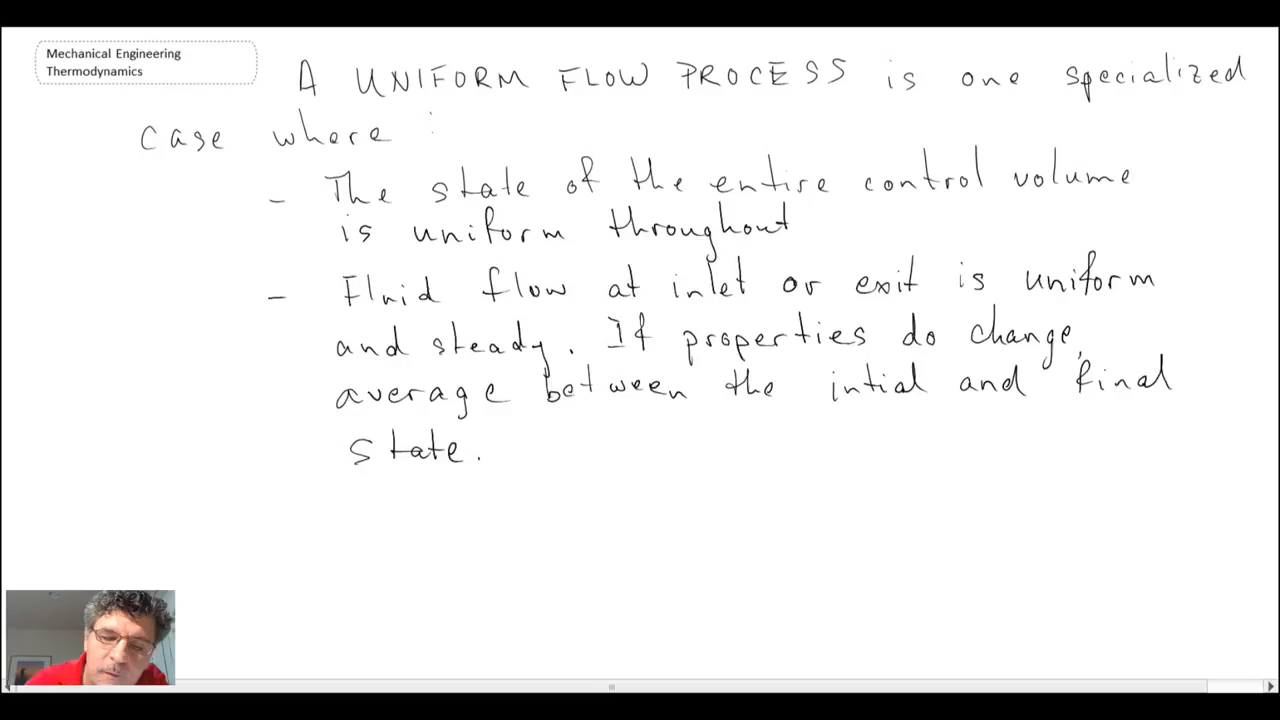 Mechanical Engineering
Thermodynamics
A UNIFORM FLOW PROCESS is one specialized
case where :
- The state of the entire control volume
is uniform throughout
- Fluid flow at inlet or exit is uniform
and steady. If properties do change,
average between the intial and final
state.